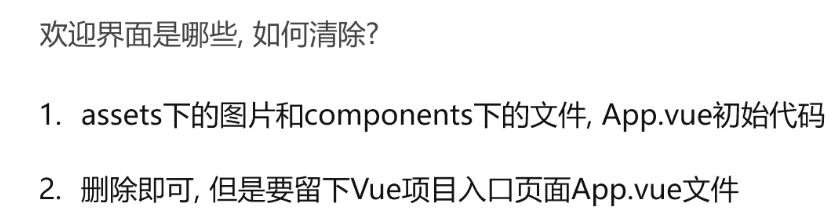 欢迎界面是哪些, 如何清除?
1. assets下的图片和components下的文件, App.vue初始代码
2. 删除即可, 但是要留下Vue项目入口页面App.vue文件